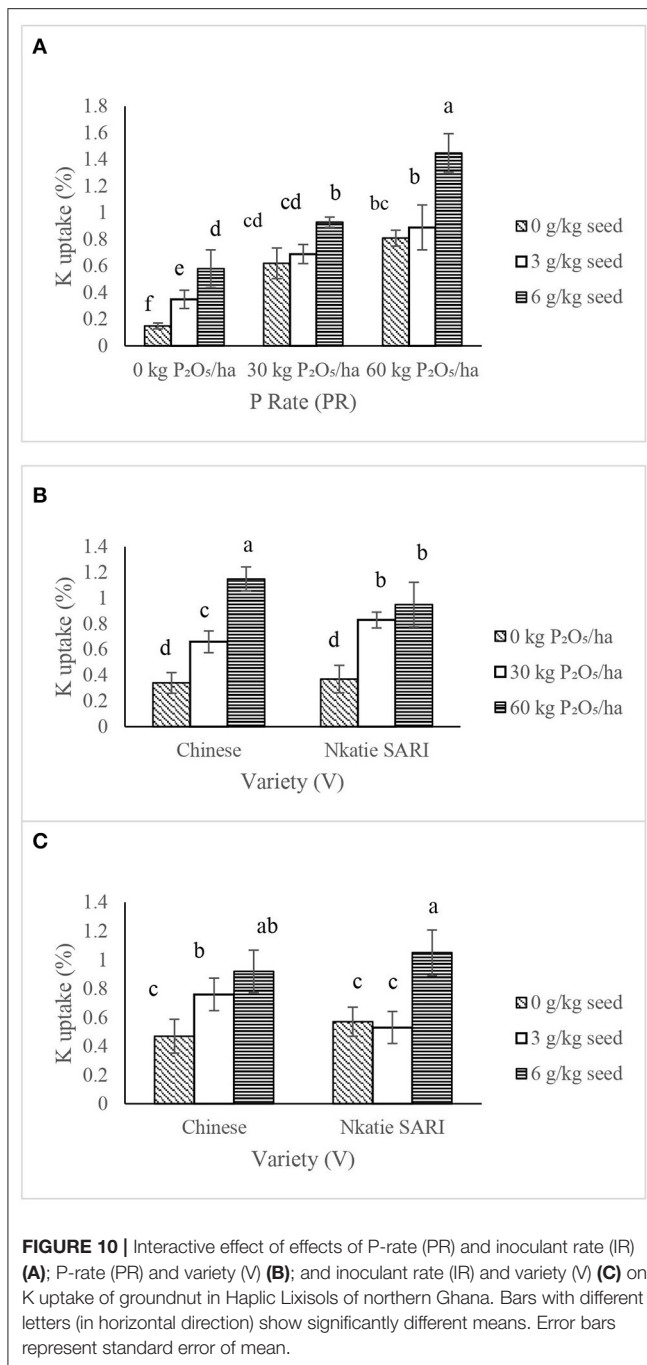 A
1.8
1.6
1.4
1.2
1
0.8
0.6
0.4
0.2
0
K uptake (%)
f
e
d
cd
cd
b
bc
b
a
0 kg P₂O₅/ha
30 kg P₂O₅/ha
60 kg P₂O₅/ha
P Rate (PR)
0 g/kg seed
3 g/kg seed
6 g/kg seed
B
1.4
1.2
1
0.8
0.6
0.4
0.2
0
K uptake (%)
d
c
a
d
b
b
Chinese
Nkatie SARI
Variety (V)
0 kg P₂O₅/ha
30 kg P₂O₅/ha
60 kg P₂O₅/ha
C
1.4
1.2
1
0.8
0.6
0.4
0.2
0
K uptake (%)
c
b
ab
c
c
a
Chinese
Nkatie SARI
Variety (V)
0 g/kg seed
3 g/kg seed
6 g/kg seed
FIGURE 10 | Interactive effect of effects of P-rate (PR) and inoculant rate (IR)
(A); P-rate (PR) and variety (V) (B); and inoculant rate (IR) and variety (V) (C) on
K uptake of groundnut in Haplic Lixisols of northern Ghana. Bars with different
letters (in horizontal direction) show significantly different means. Error bars
represent standard error of mean.